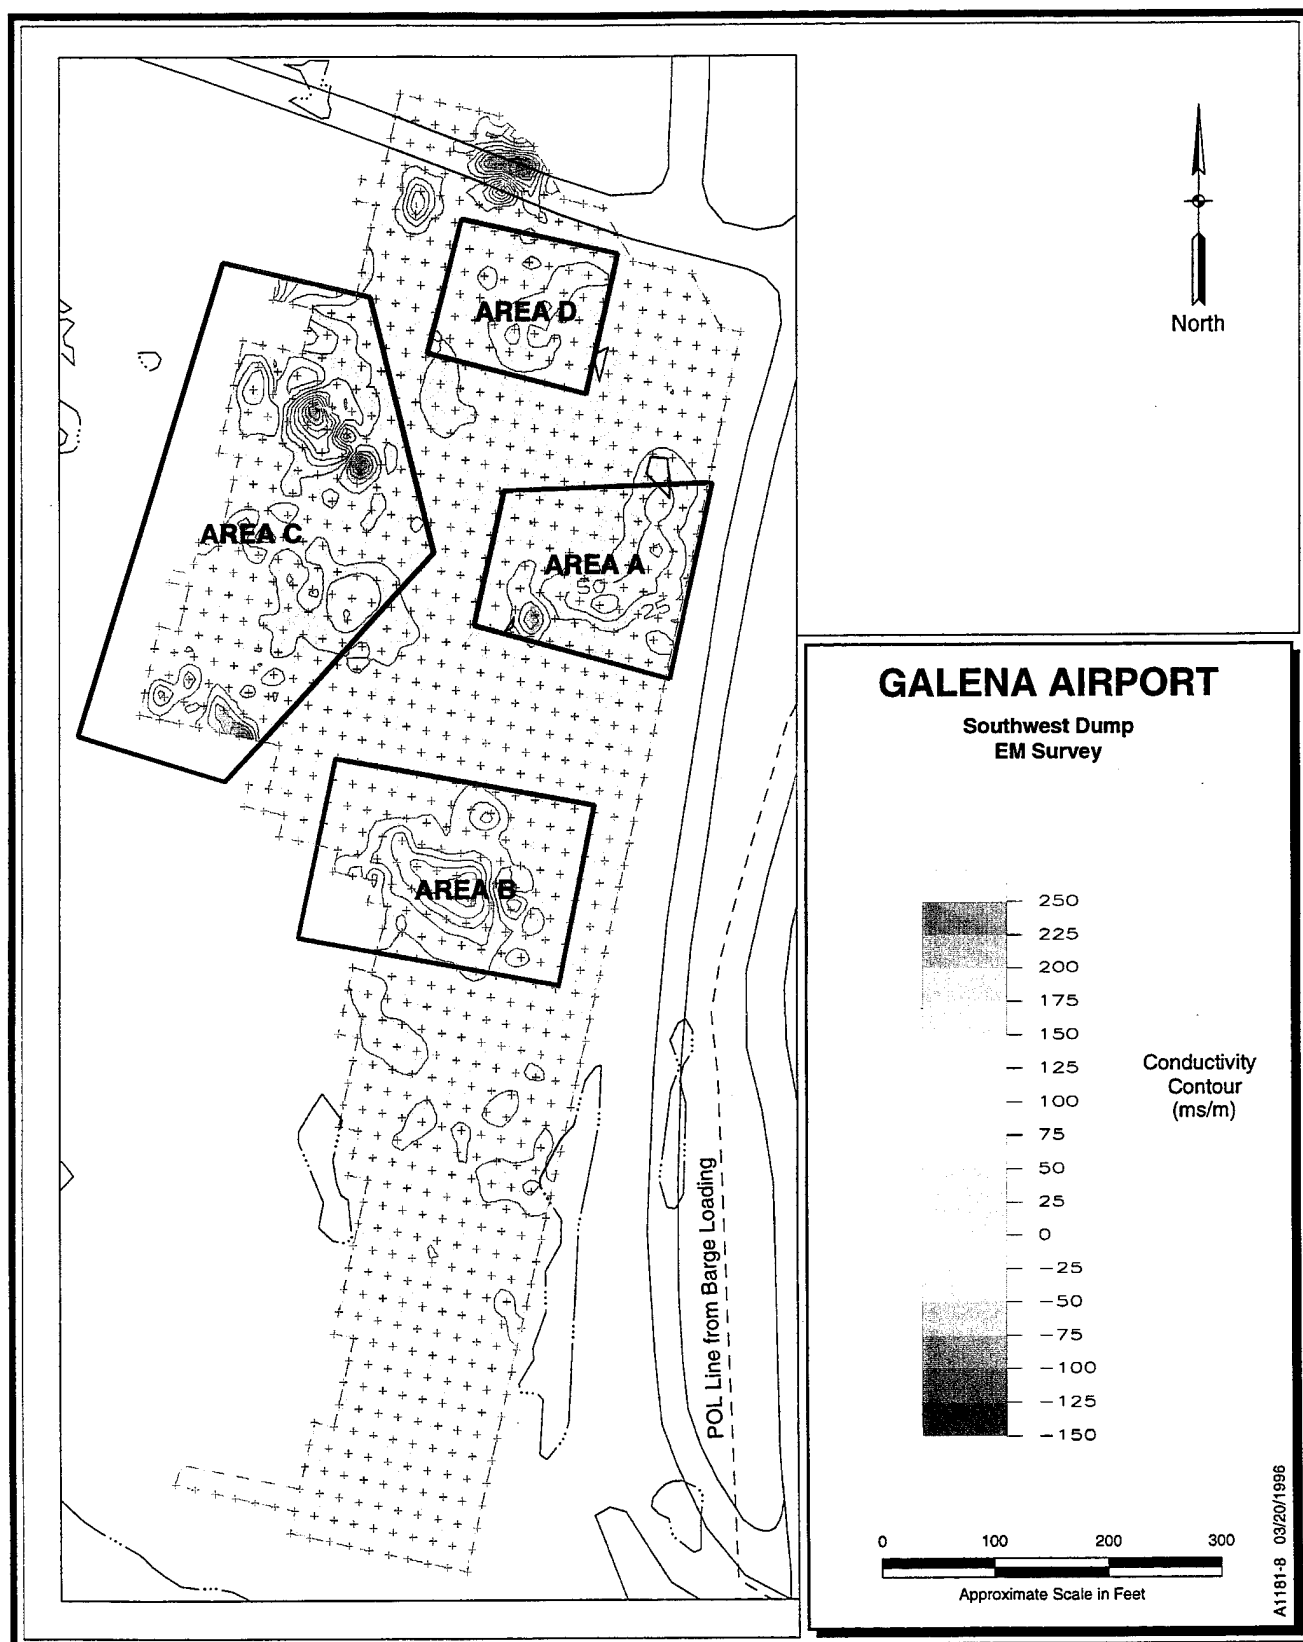 North
AREA D
AREA C
AREA A
50
25
AREA B
POL Line from Barge Loading
GALENA AIRPORT
Southwest Dump
EM Survey
250
225
200
175
150
125
100
75
50
25
0
-25
-50
-75
-100
-125
-150
Conductivity
Contour
(ms/m)
0 100 200 300
Approximate Scale in Feet
A1181-8 03/20/1996